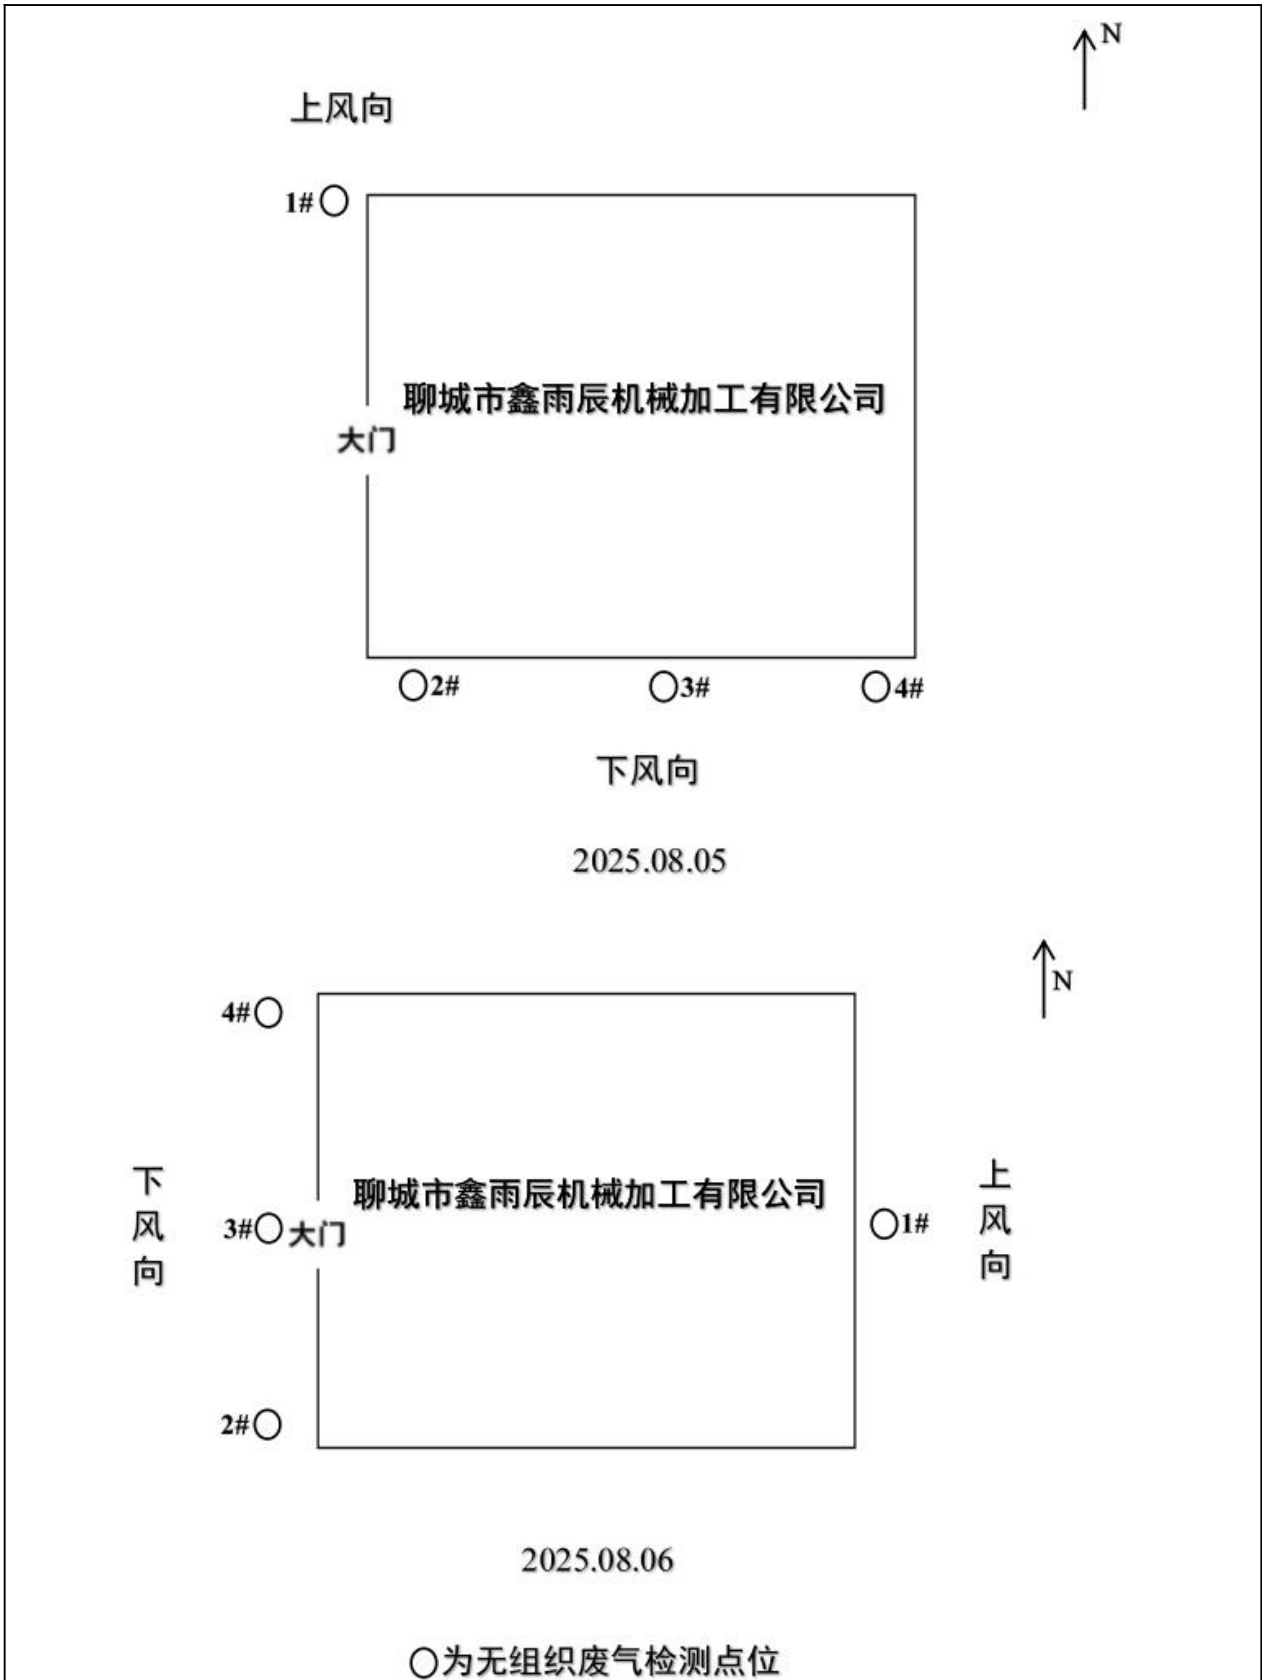 N
上风向
1#
聊城市鑫雨辰机械加工有限公司
大门
2#
3#
4#
下风向
2025.08.05
N
4#
下风向
聊城市鑫雨辰机械加工有限公司
3#
大门
1#
上风向
2#
2025.08.06
○为无组织废气检测点位